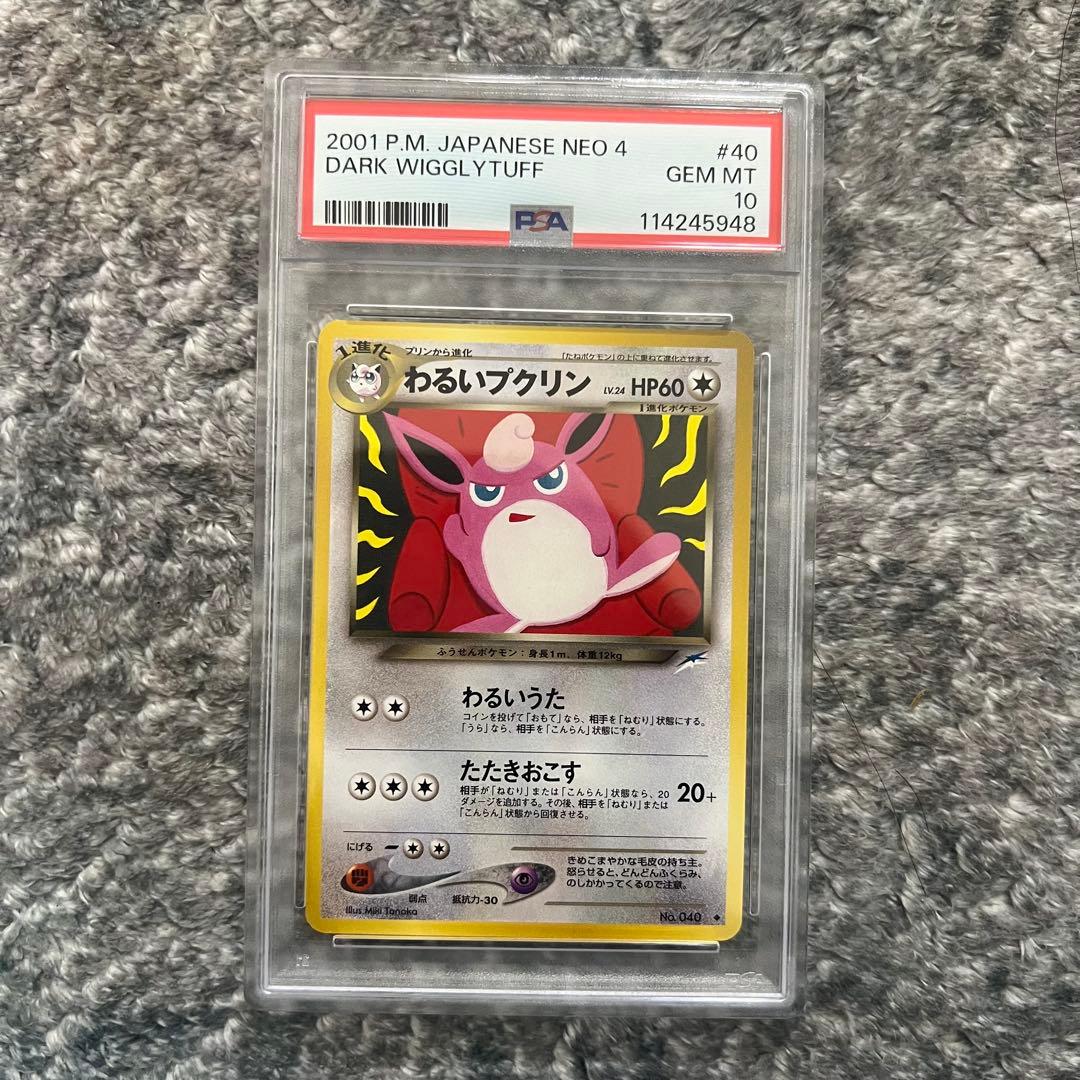 2001 P.M. JAPANESE NEO 4 #40
DARK WIGGLYTUFF GEM MT
10
PSA 114245948
1進化 プリンから進化 「たねポケモン」の上に重ねて進化させます。
わるいプクリン LV.24 HP60
1進化ポケモン
ふうせんポケモン：身長1m、体重12kg
わるいうた
コインを投げて「おもて」なら、相手を「ねむり」状態にする。
「うら」なら、相手を「こんらん」状態にする。
たたきおこす
相手が「ねむり」または「こんらん」状態なら、20
ダメージを追加する。その後、相手を「ねむり」または
「こんらん」状態から回復させる。
20+
にげる
弱点 抵抗力-30
きめこまやかな毛皮の持ち主。
怒らせると、どんどんふくらみ、
のしかかってくるので注意。
Illus. Miki Tanaka No. 040